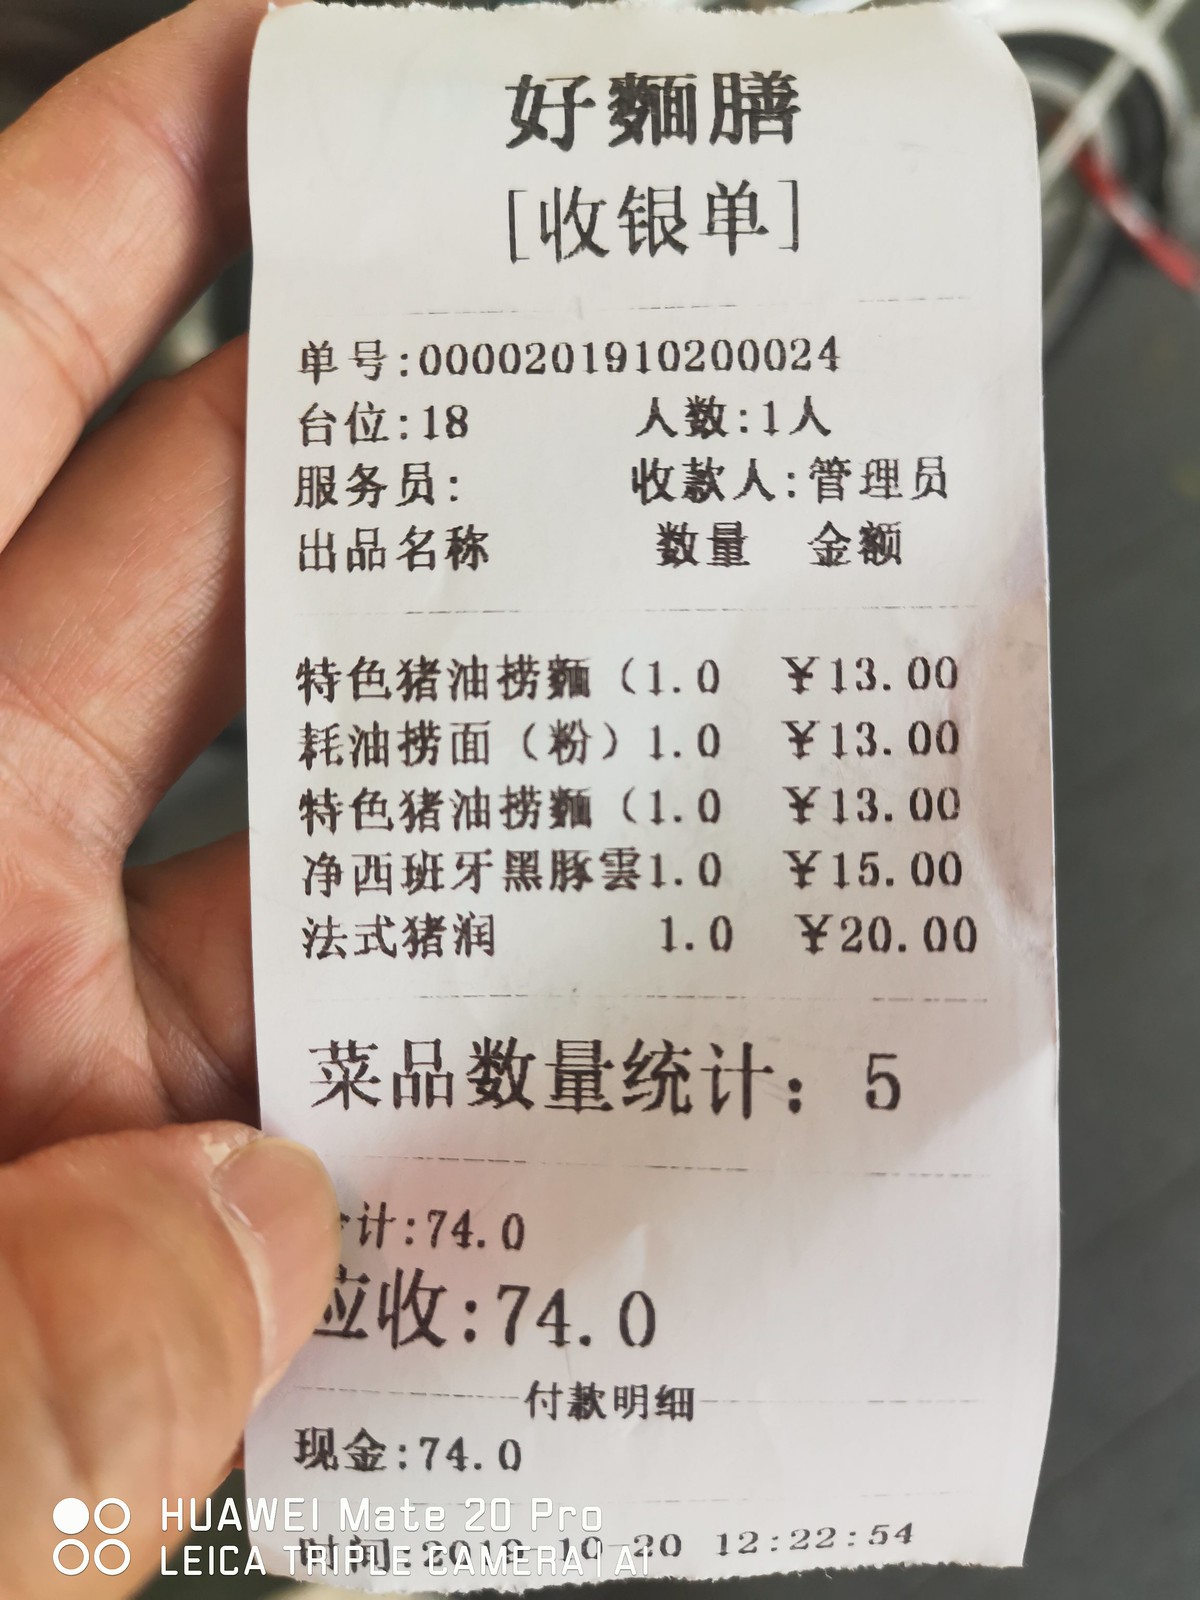 好麵膳
[收银单]
单号:0000201910200024
台位:18 人数:1人
服务员: 收款人:管理员
出品名称 数量 金额
特色猪油捞麵（1.0 ￥13.00
耗油捞面（粉）1.0 ￥13.00
特色猪油捞麵（1.0 ￥13.00
净西班牙黑豚雲1.0 ￥15.00
法式猪润 1.0 ￥20.00
菜品数量统计：5
计:74.0
应收:74.0
付款明细
现金:74.0
时间:2019-10-20 12:22:54
HUAWEI Mate 20 Pro
LEICA TRIPLE CAMERA | AI